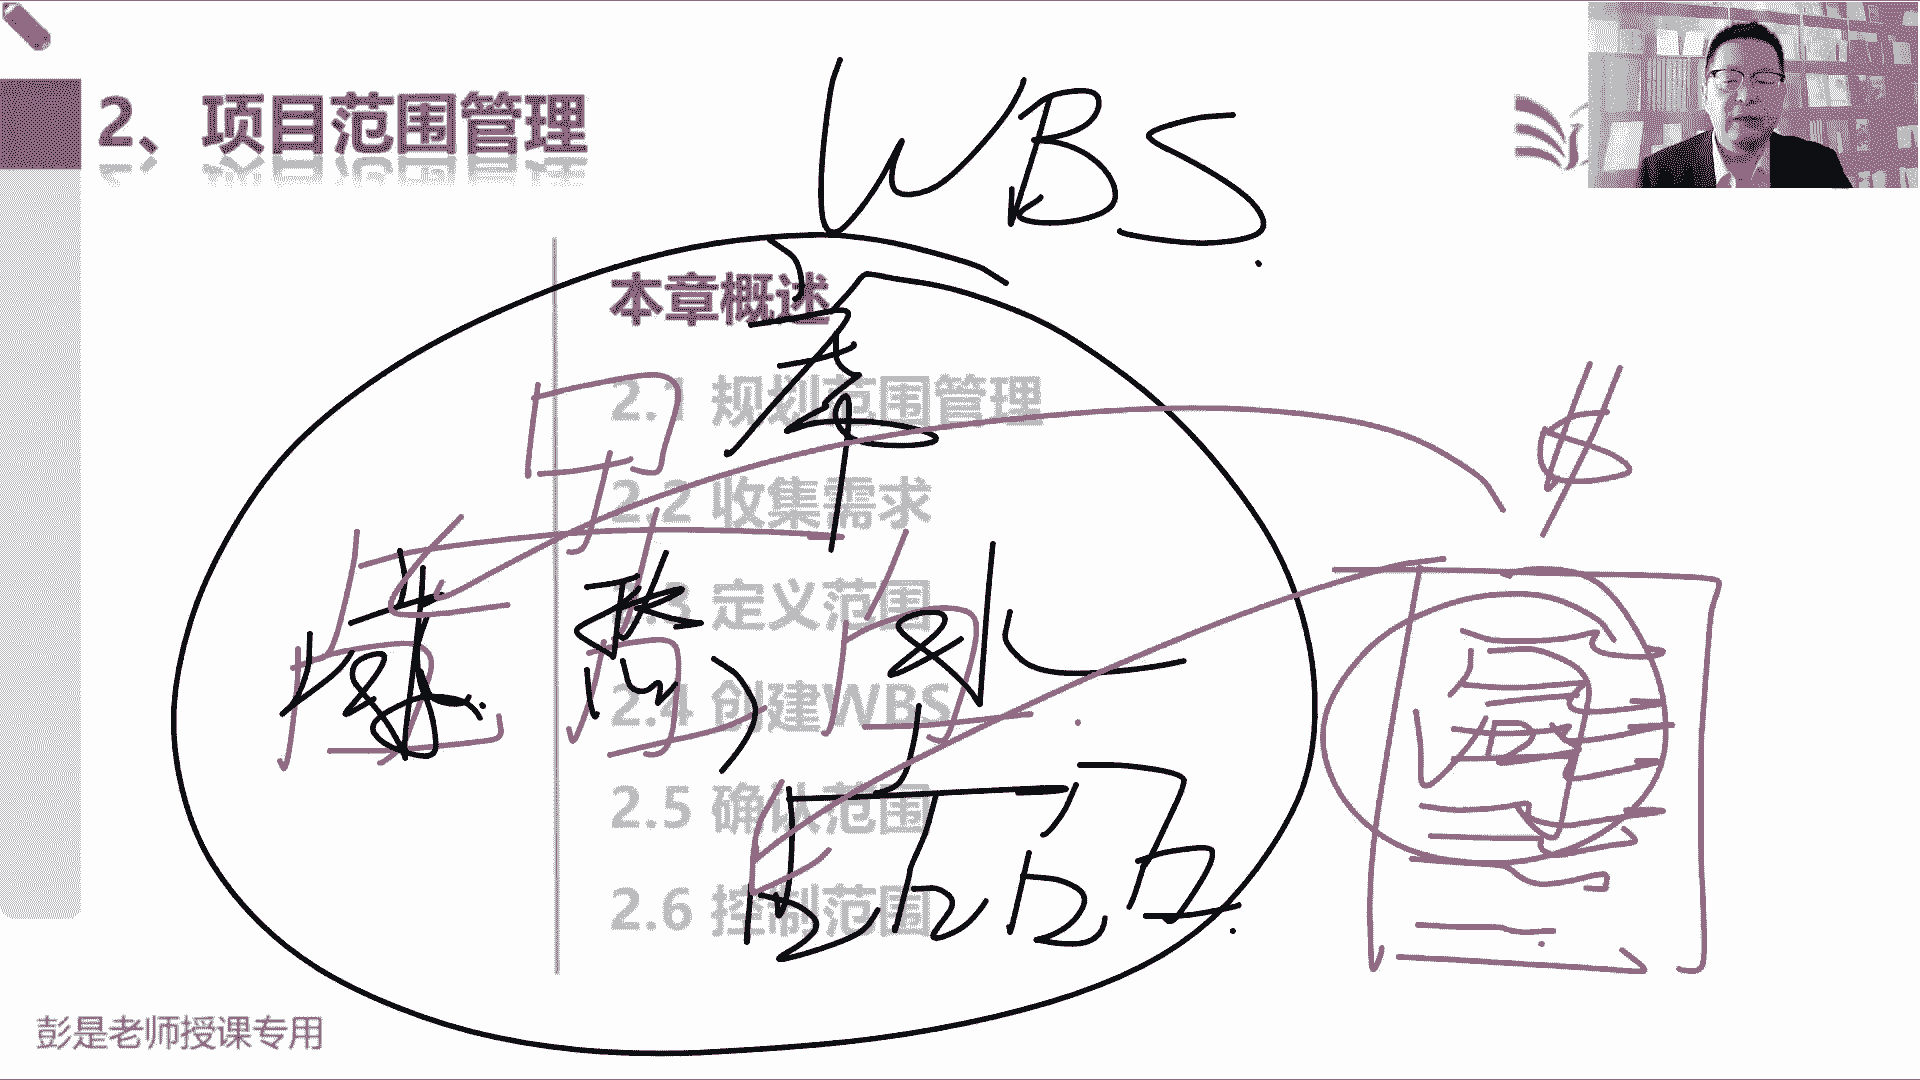 2、项目范围管理
WBS
本章概述
2.1 规划范围管理
2.2 收集需求
2.3 定义范围
2.4 创建WBS
2.5 确认范围
2.6 控制范围
$
彭是老师授课专用